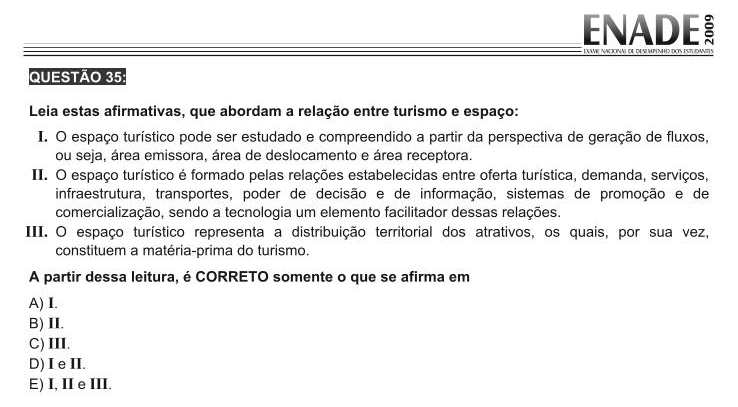 ENADE 2009
EXAME NACIONAL DE DESEMPENHO DOS ESTUDANTES
QUESTÃO 35:
Leia estas afirmativas, que abordam a relação entre turismo e espaço:
I. O espaço turístico pode ser estudado e compreendido a partir da perspectiva de geração de fluxos,
ou seja, área emissora, área de deslocamento e área receptora.
II. O espaço turístico é formado pelas relações estabelecidas entre oferta turística, demanda, serviços,
infraestrutura, transportes, poder de decisão e de informação, sistemas de promoção e de
comercialização, sendo a tecnologia um elemento facilitador dessas relações.
III. O espaço turístico representa a distribuição territorial dos atrativos, os quais, por sua vez,
constituem a matéria-prima do turismo.
A partir dessa leitura, é CORRETO somente o que se afirma em
A) I.
B) II.
C) III.
D) I e II.
E) I, II e III.